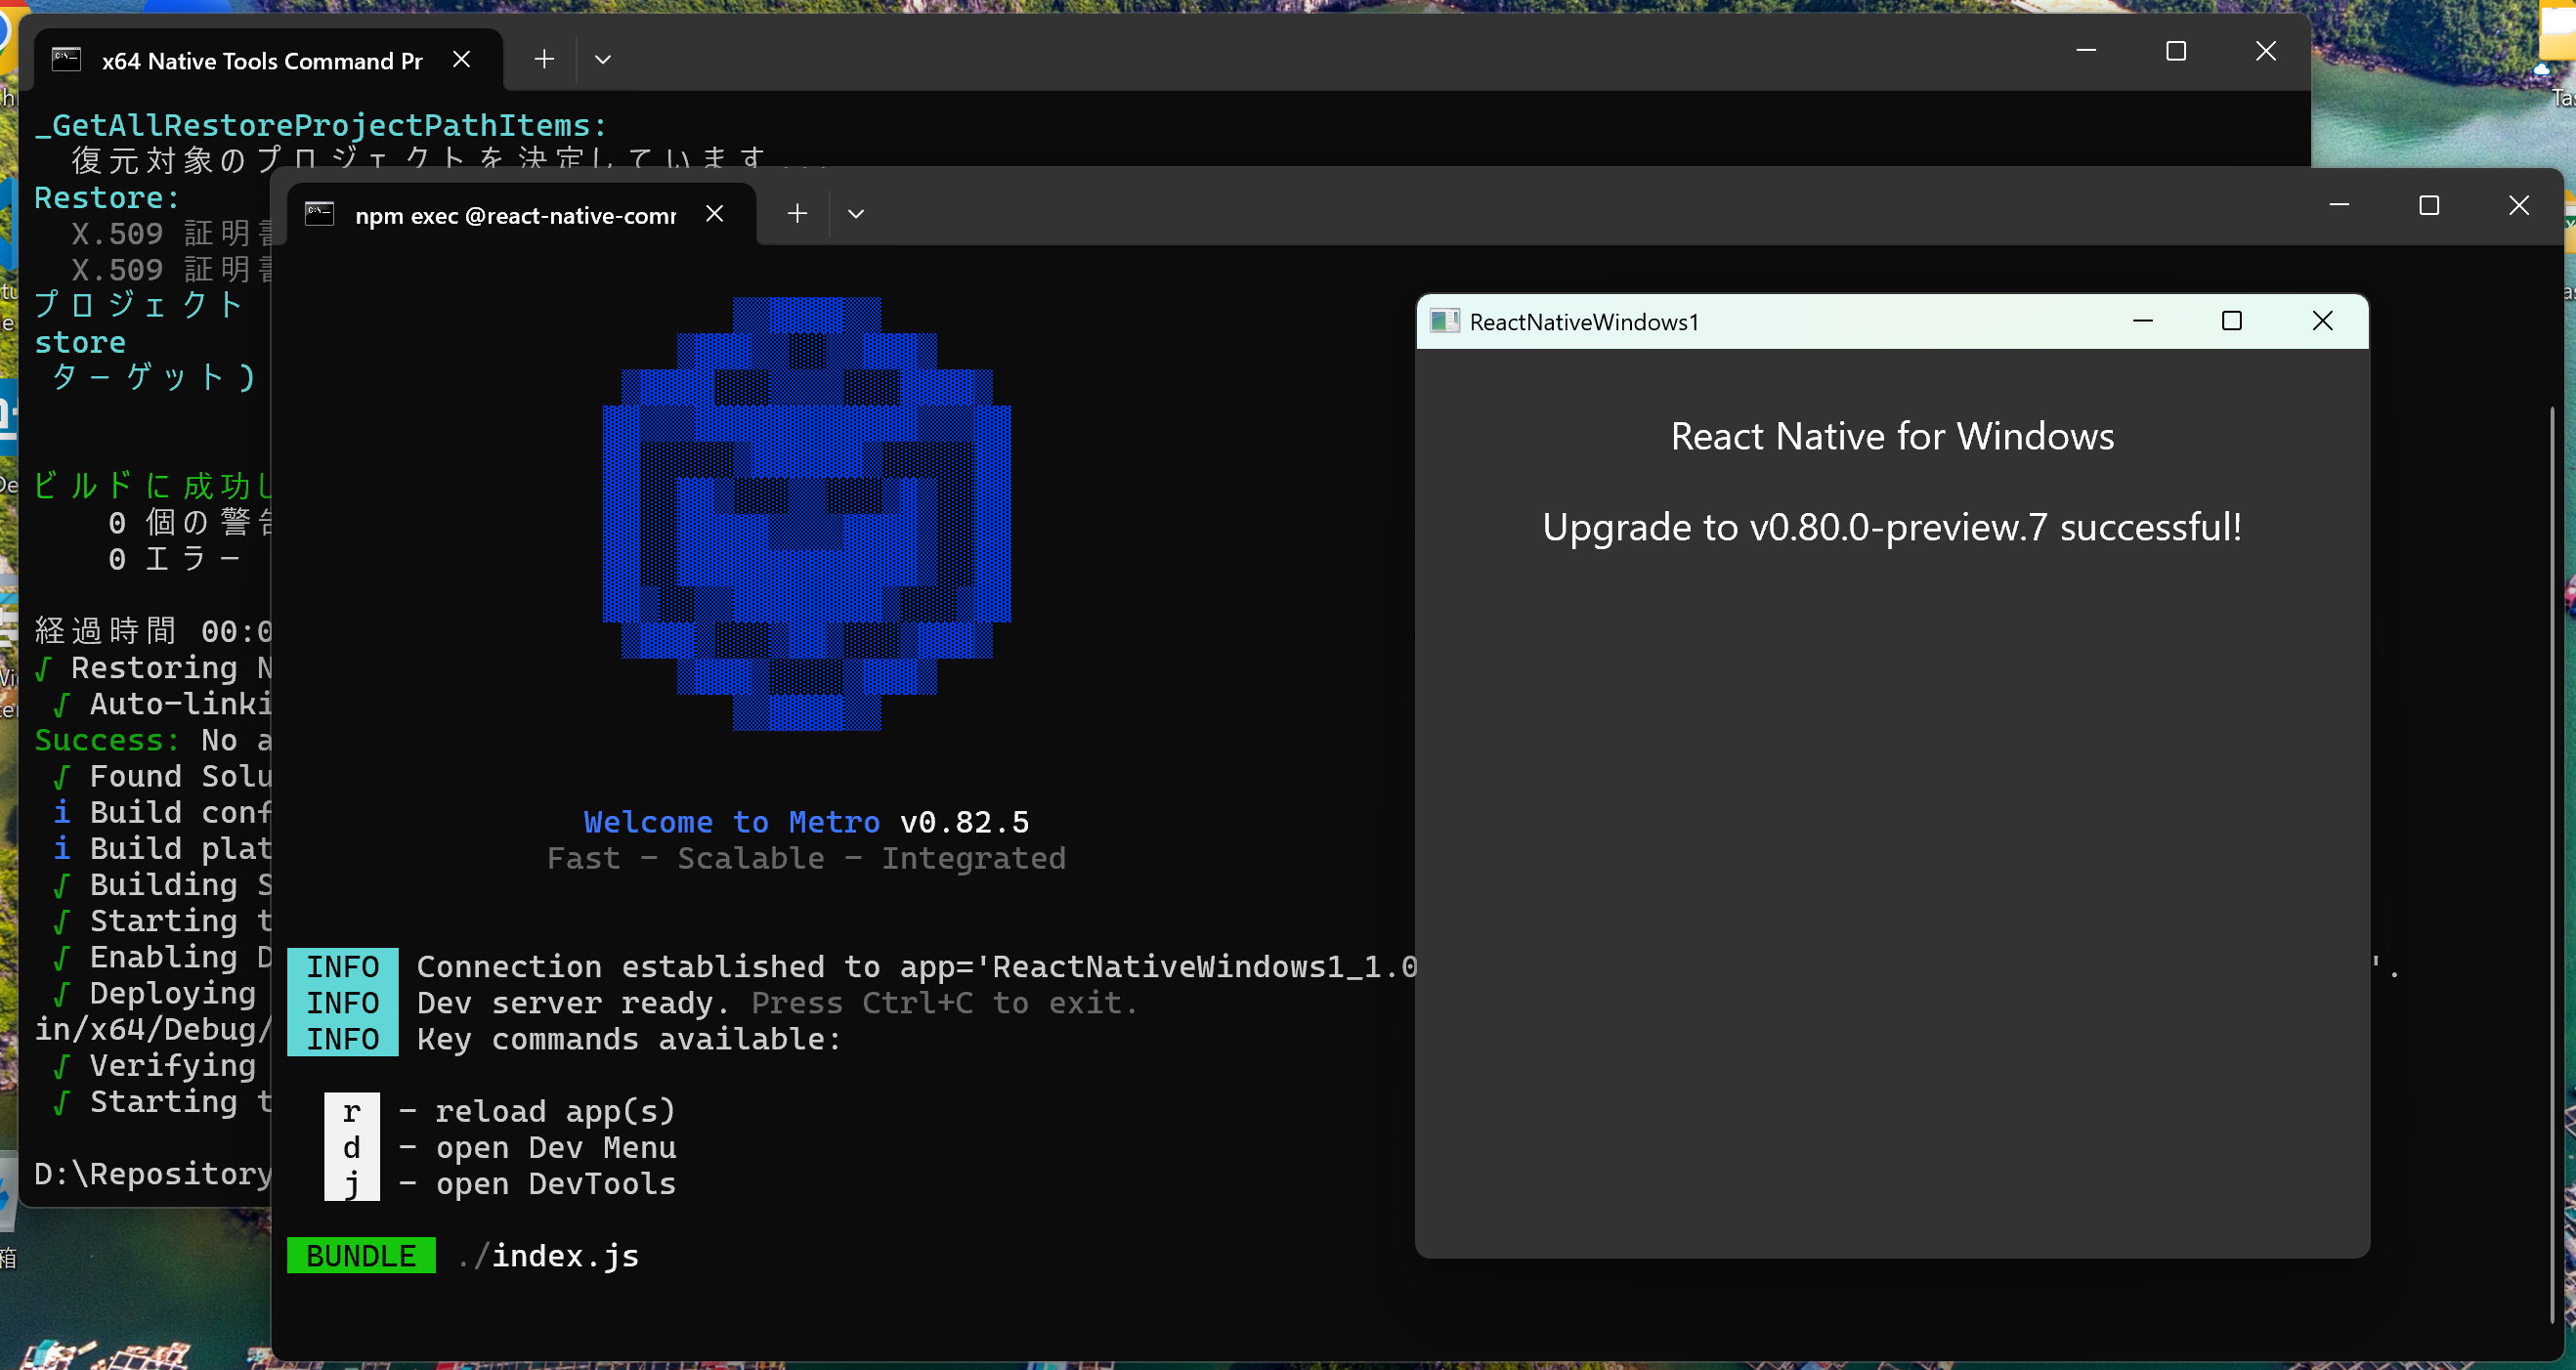 x64 Native Tools Command Pr
_GetAllRestoreProjectPathItems:
復元対象のプロジェクトを決定しています...
Restore:
X.509 証明書
X.509 証明書
プロジェクト
store
ターゲット)
ビルドに成功し
0 個の警告
0 エラー
経過時間 00:0
√ Restoring N
√ Auto-linki
Success: No a
√ Found Solu
i Build conf
i Build plat
√ Building S
√ Starting t
√ Enabling D
√ Deploying
in/x64/Debug/
√ Verifying
√ Starting t
D:\Repository
npm exec @react-native-com
Welcome to Metro v0.82.5
Fast - Scalable - Integrated
INFO Connection established to app='ReactNativeWindows1_1.0 '.
INFO Dev server ready. Press Ctrl+C to exit.
INFO Key commands available:
r - reload app(s)
d - open Dev Menu
j - open DevTools
BUNDLE ./index.js
ReactNativeWindows1
React Native for Windows
Upgrade to v0.80.0-preview.7 successful!